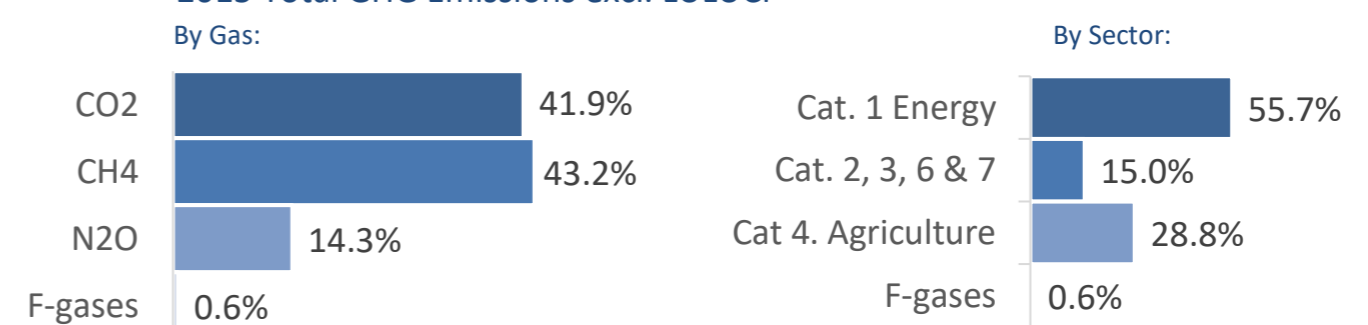 By Gas:
CO2 41.9%
CH4 43.2%
N2O 14.3%
F-gases 0.6%
By Sector:
Cat. 1 Energy 55.7%
Cat. 2, 3, 6 & 7 15.0%
Cat 4. Agriculture 28.8%
F-gases 0.6%